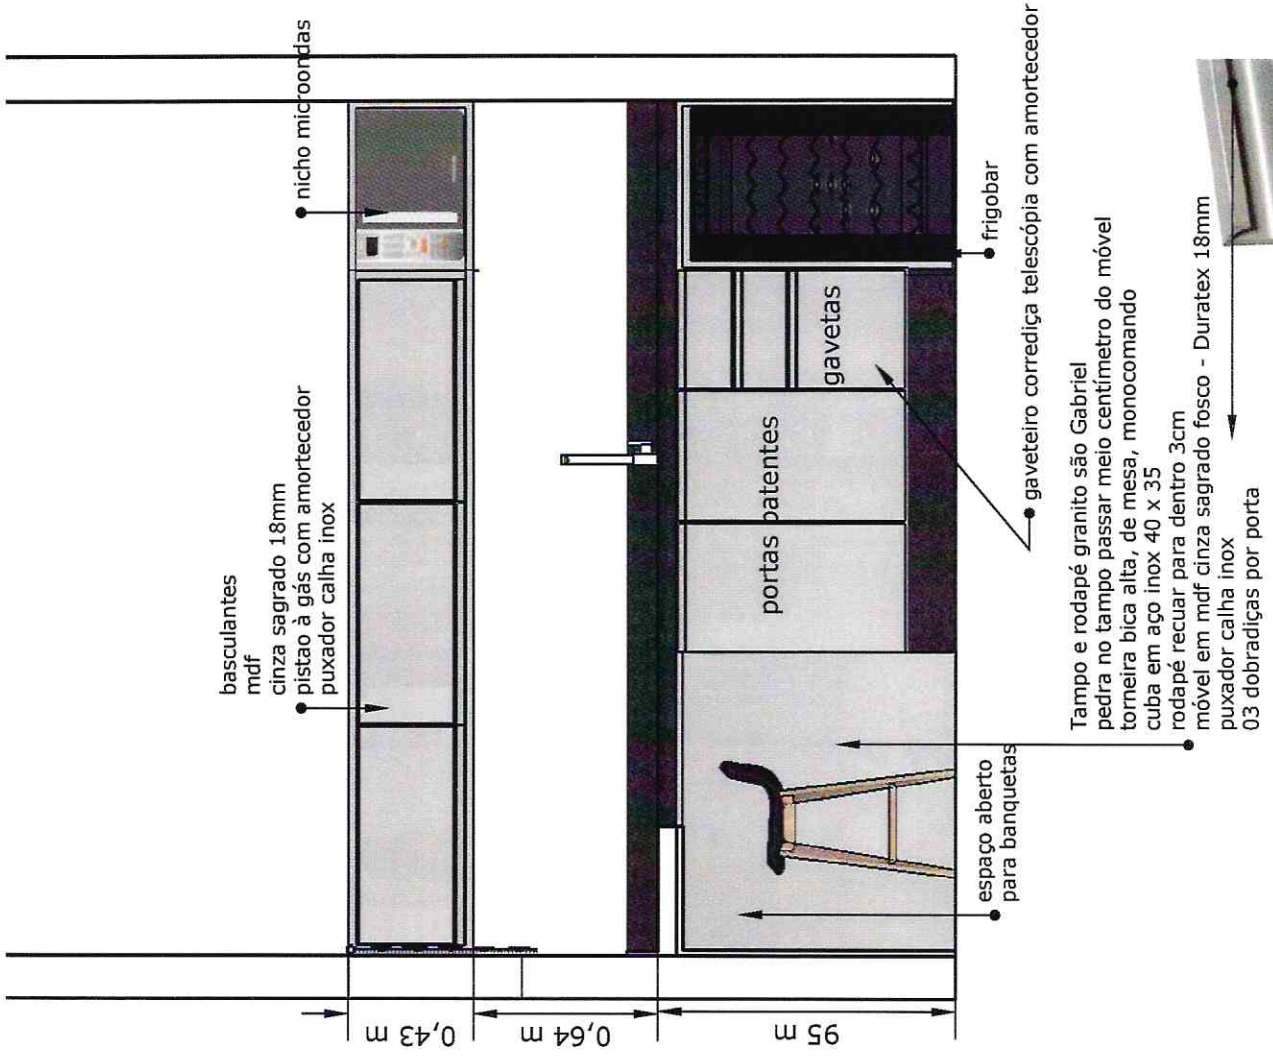 nicho microondas
basculantes
mdf
cinza sagrado 18mm
pistao à gás com amortecedor
puxador calha inox
gavetas
portas patentes
frigobar
gaveteiro corrediça telescópia com amortecedor
espaço aberto
para banquetas
Tampo e rodapé granito são Gabriel
pedra no tampo passar meio centímetro do móvel
torneira bica alta, de mesa, monocomando
cuba em aço inox 40 x 35
rodapé recuar para dentro 3cm
móvel em mdf cinza sagrado fosco - Duratex 18mm
puxador calha inox
03 dobradiças por porta
0,43 m
0,64 m
95 m